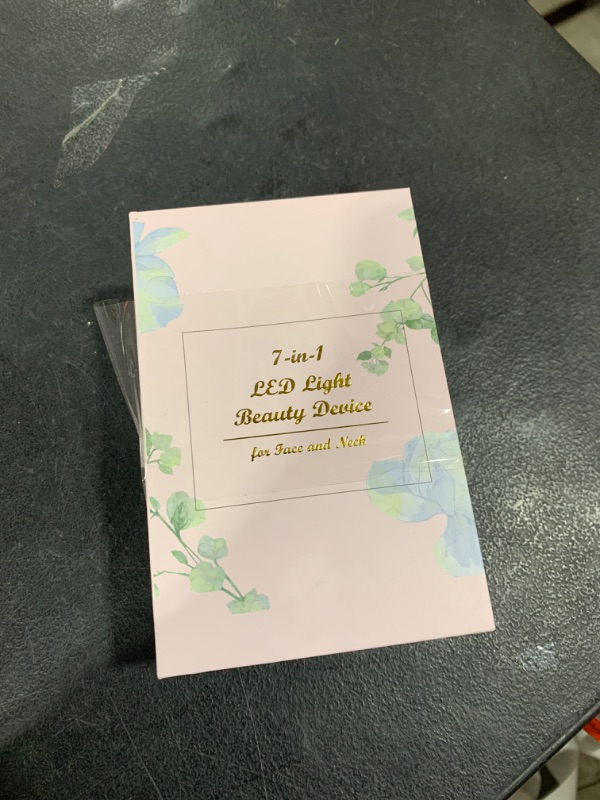 7-in-1
LED Light
Beauty Device
for Face and Neck